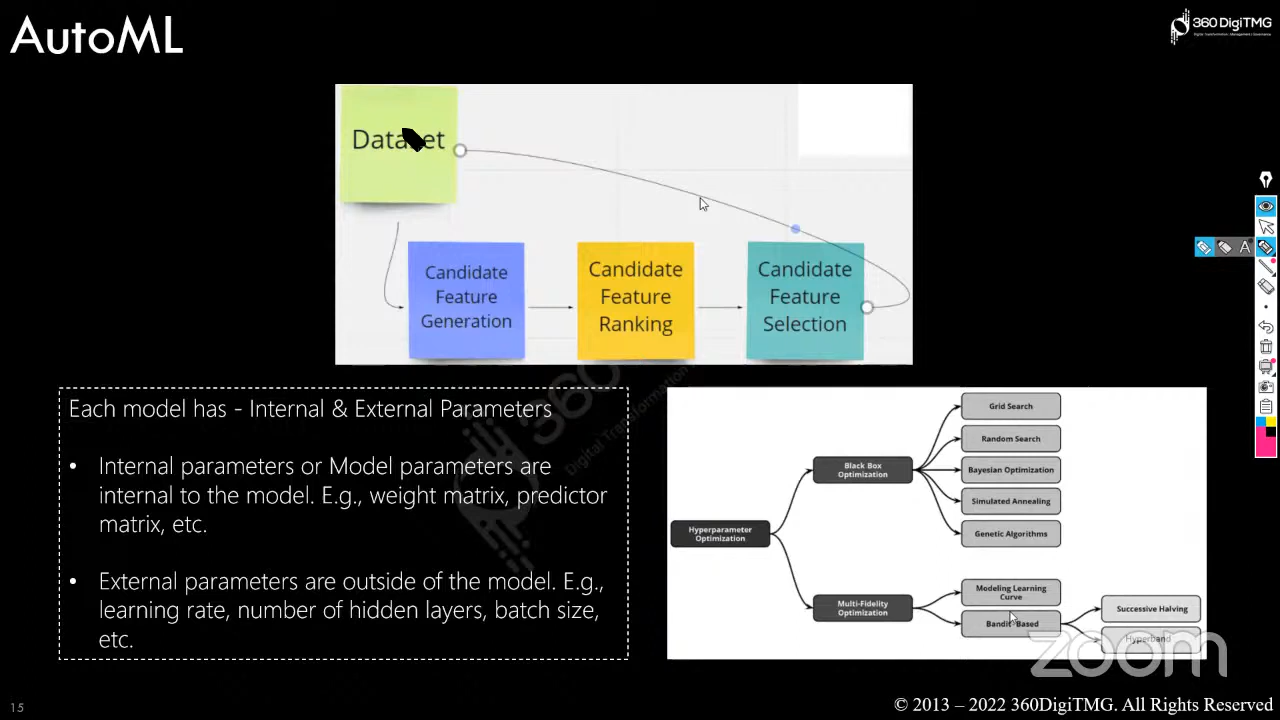 AutoML
360 DigiTMG
Dataset
Candidate
Feature
Generation
Candidate
Feature
Ranking
Candidate
Feature
Selection
Each model has - Internal & External Parameters
• Internal parameters or Model parameters are
internal to the model. E.g., weight matrix, predictor
matrix, etc.
• External parameters are outside of the model. E.g.,
learning rate, number of hidden layers, batch size,
etc.
Hyperparameter
Optimization
Black Box
Optimization
Grid Search
Random Search
Bayesian Optimization
Simulated Annealing
Genetic Algorithms
Multi-Fidelity
Optimization
Modeling Learning
Curve
Bandit Based
Successive Halving
Hyperband
zoom
A
15
© 2013 – 2022 360DigiTMG. All Rights Reserved